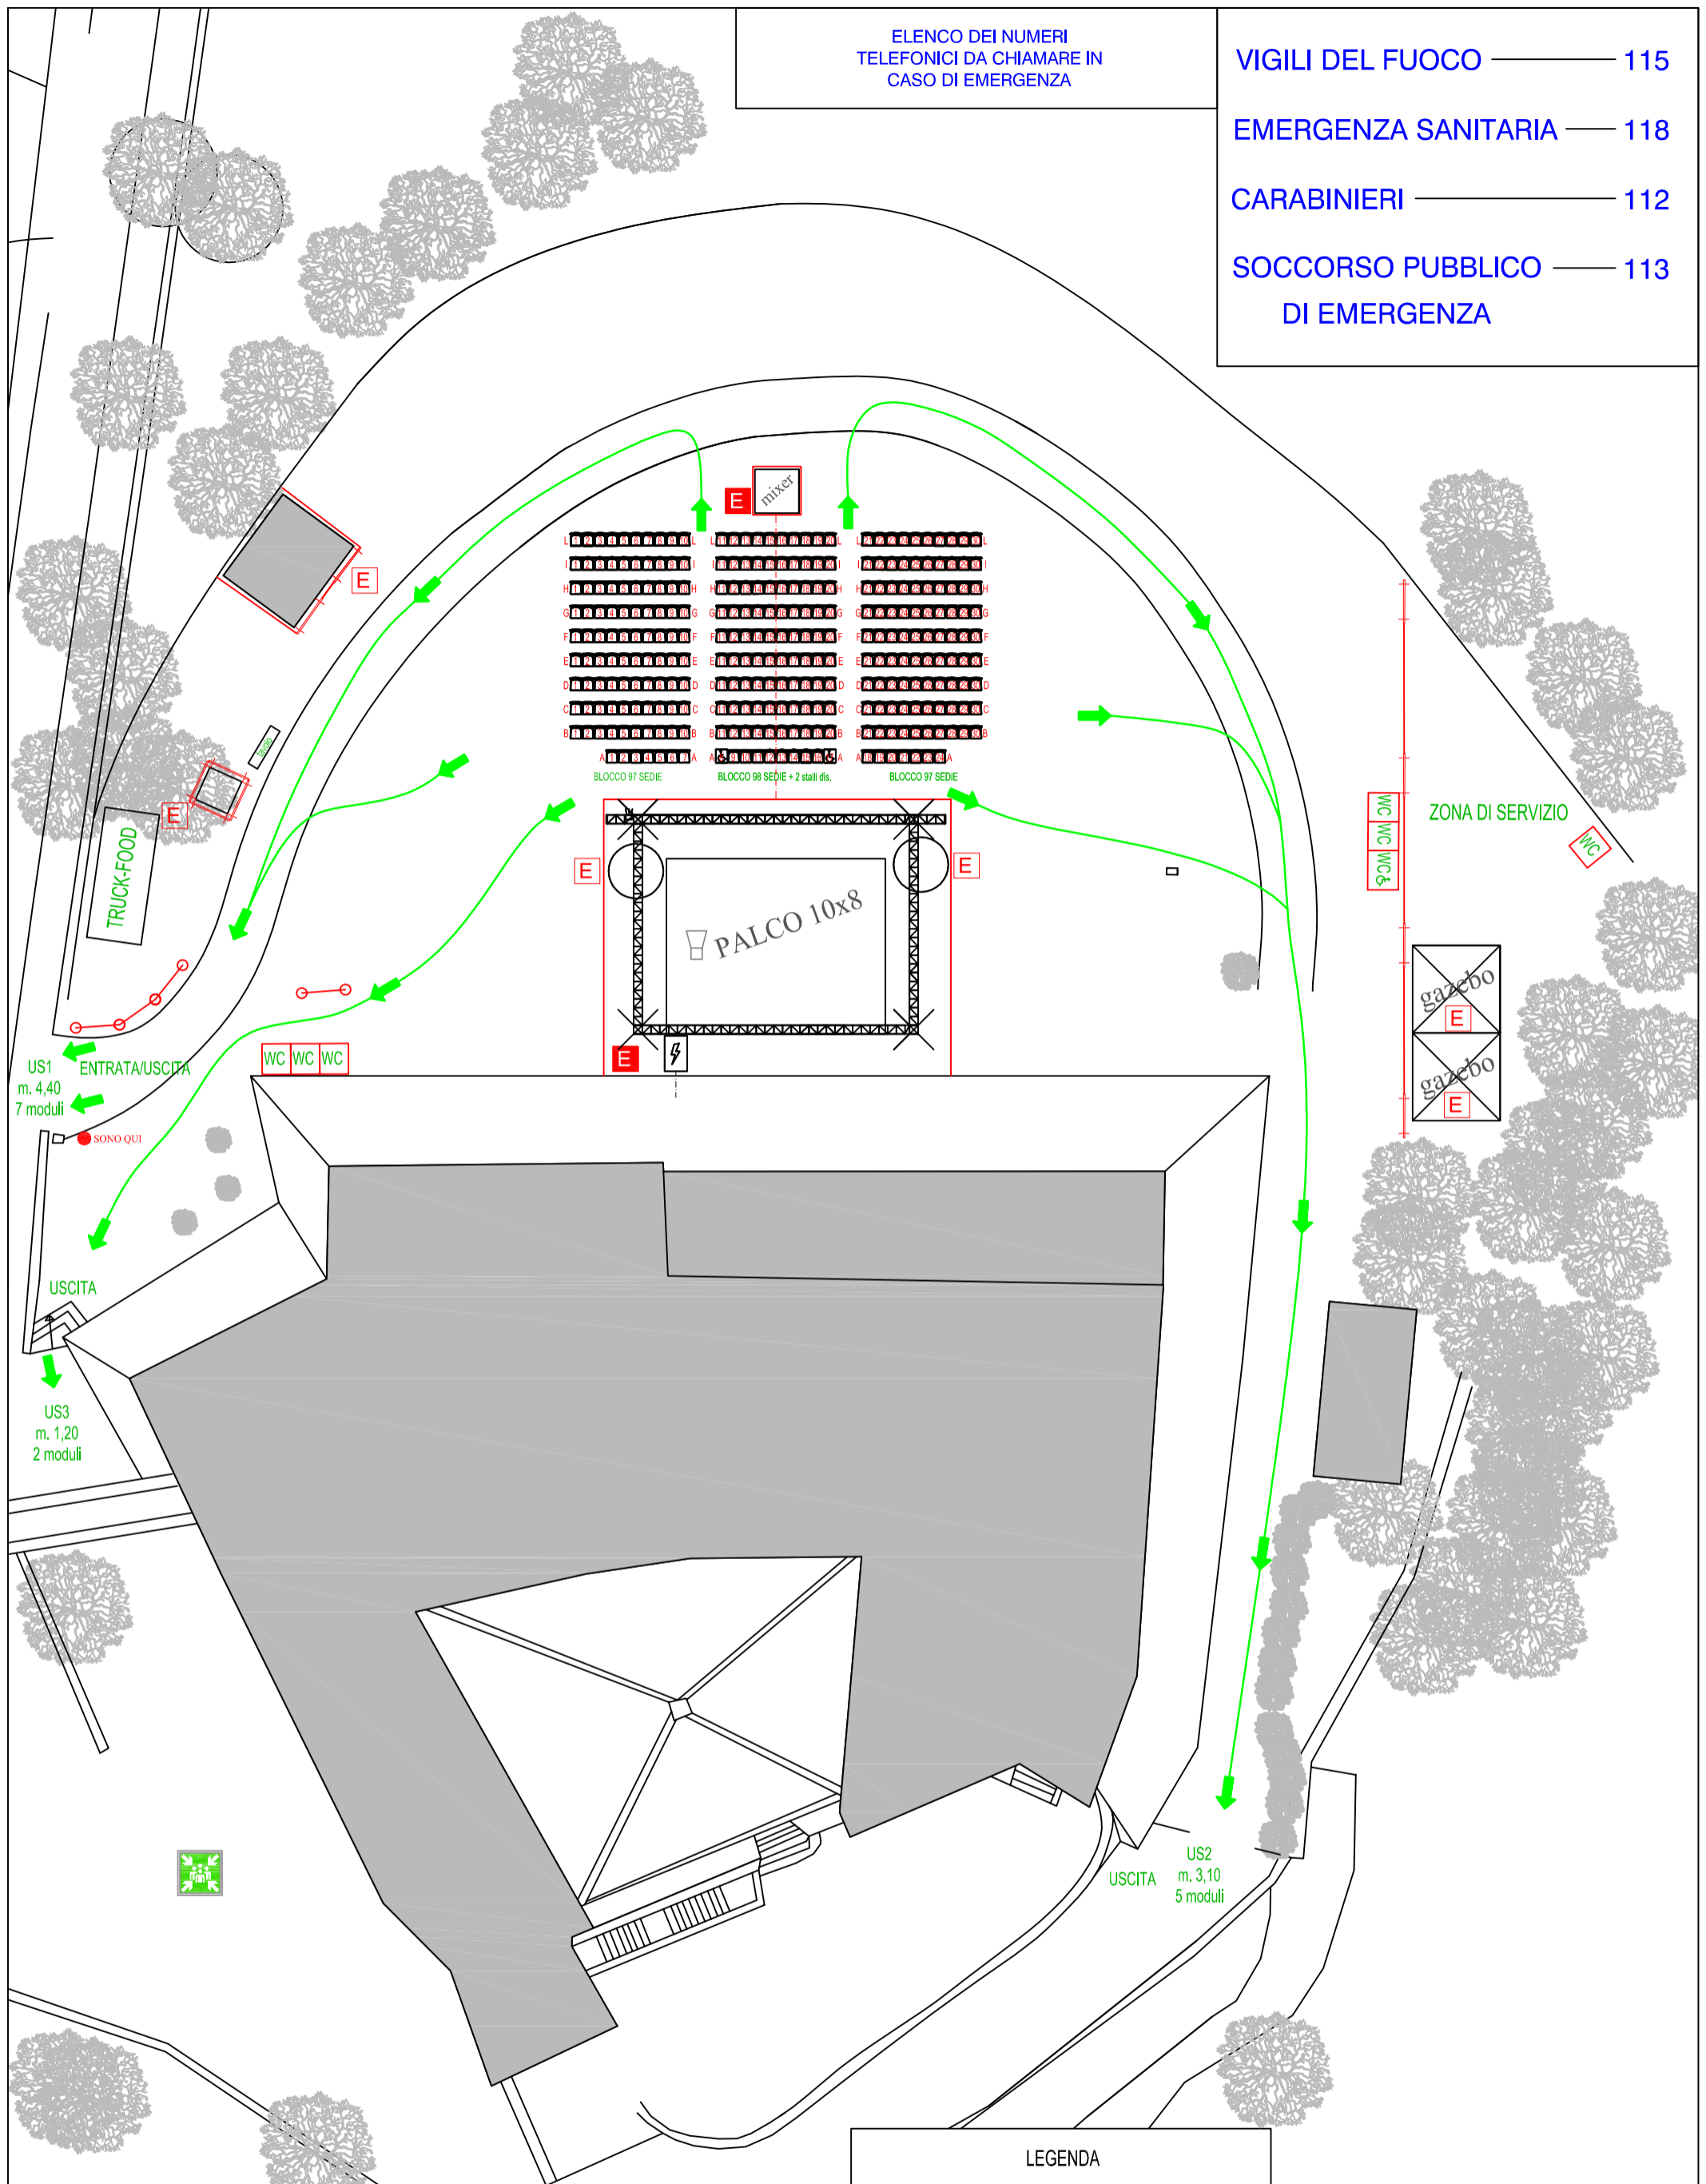 ELENCO DEI NUMERI
TELEFONICI DA CHIAMARE IN
CASO DI EMERGENZA
VIGILI DEL FUOCO 115
EMERGENZA SANITARIA 118
CARABINIERI 112
SOCCORSO PUBBLICO 113
DI EMERGENZA
E
mixer
E
L L L L L
I I I I
H H H H
G G G G
F F F F
E E E E
D D D D
C C C C
B B B B
A A A A
BLOCCO 97 SEDIE
BLOCCO 98 SEDIE + 2 stalli dis.
BLOCCO 97 SEDIE
E
TRUCK-FOOD
E
E
PALCO 10x8
WC WC WC
ZONA DI SERVIZIO
WC
gazebo
E
gazebo
E
E
WC WC WC
US1
m. 4,40
7 moduli
ENTRATA/USCITA
SONO QUI
USCITA
US3
m. 1,20
2 moduli
USCITA
US2
m. 3,10
5 moduli
LEGENDA